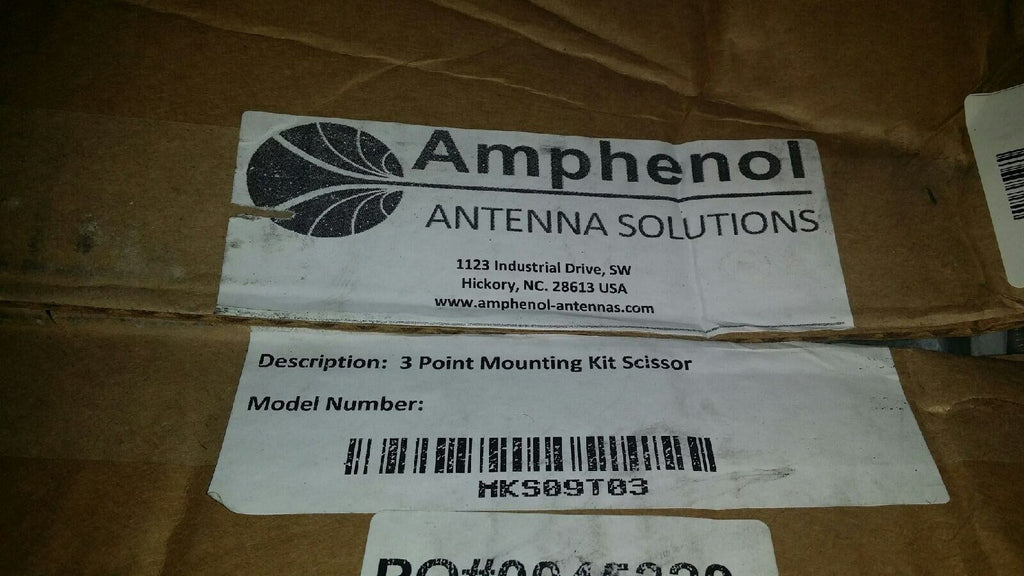 Amphenol
ANTENNA SOLUTIONS
1123 Industrial Drive, SW
Hickory, NC. 28613 USA
www.amphenol-antennas.com
Description: 3 Point Mounting Kit Scissor
Model Number:
MKS09T03